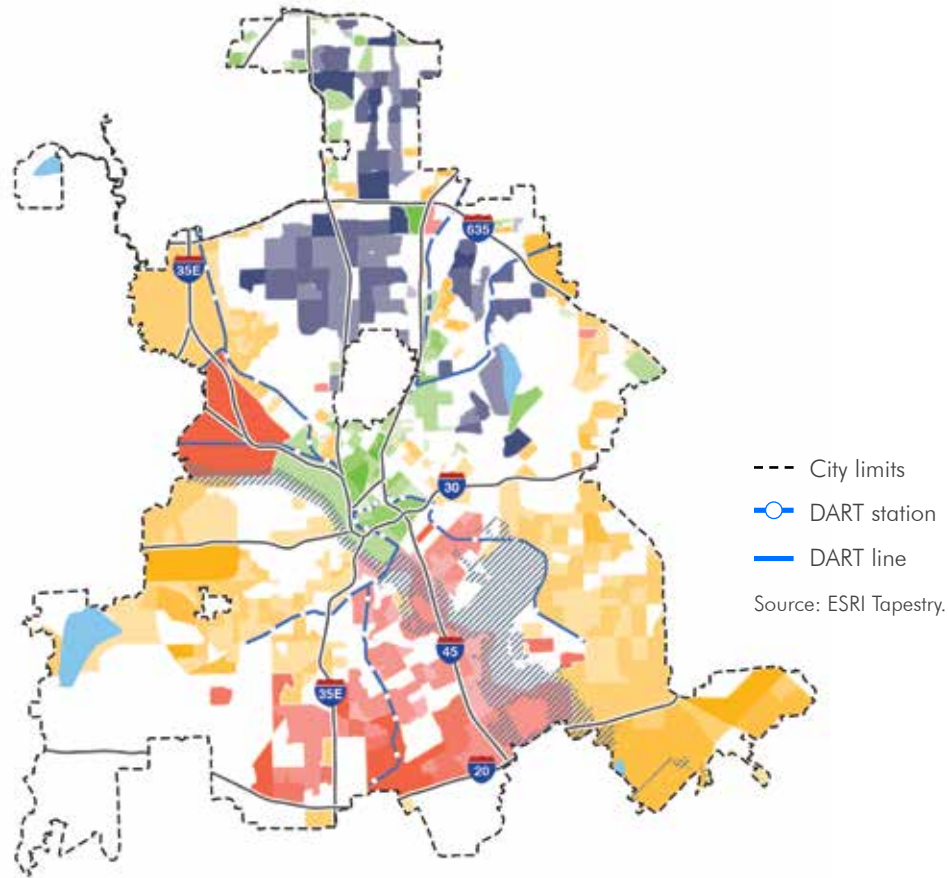 635
35E
30
45
35E
20
City limits
DART station
DART line
Source: ESRI Tapestry.